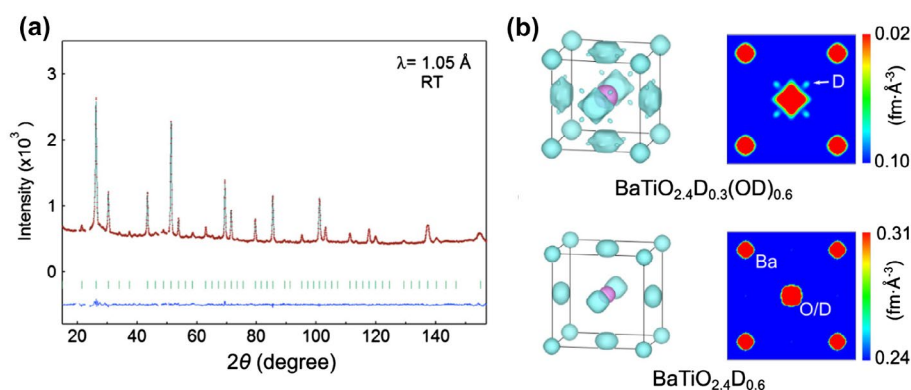 (a)
λ= 1.05 Å
RT
Intensity (x10³)
3
2
1
0
20 40 60 80 100 120 140
2θ (degree)
(b)
0.02
D
(fm·Å⁻³)
0.10
BaTiO₂.₄D₀.₃(OD)₀.₆
0.31
Ba
O/D
(fm·Å⁻³)
0.24
BaTiO₂.₄D₀.₆